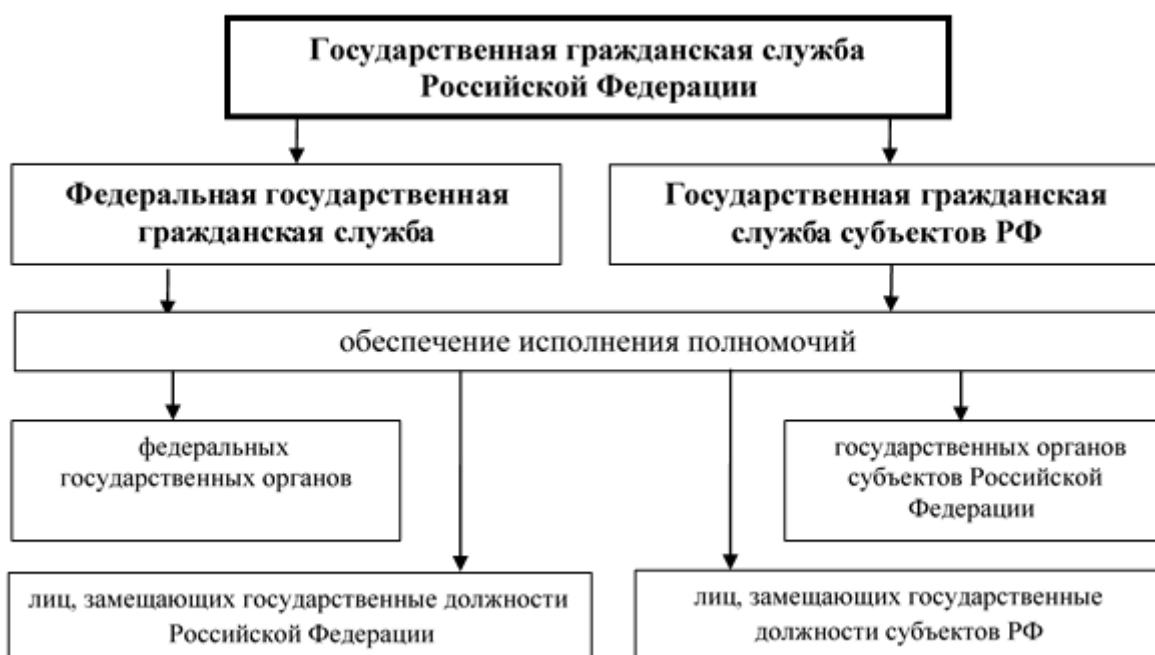 Государственная гражданская служба
Российской Федерации
Федеральная государственная
гражданская служба
Государственная гражданская
служба субъектов РФ
обеспечение исполнения полномочий
федеральных
государственных органов
государственных органов
субъектов Российской
Федерации
лиц, замещающих государственные должности
Российской Федерации
лиц, замещающих государственные
должности субъектов РФ